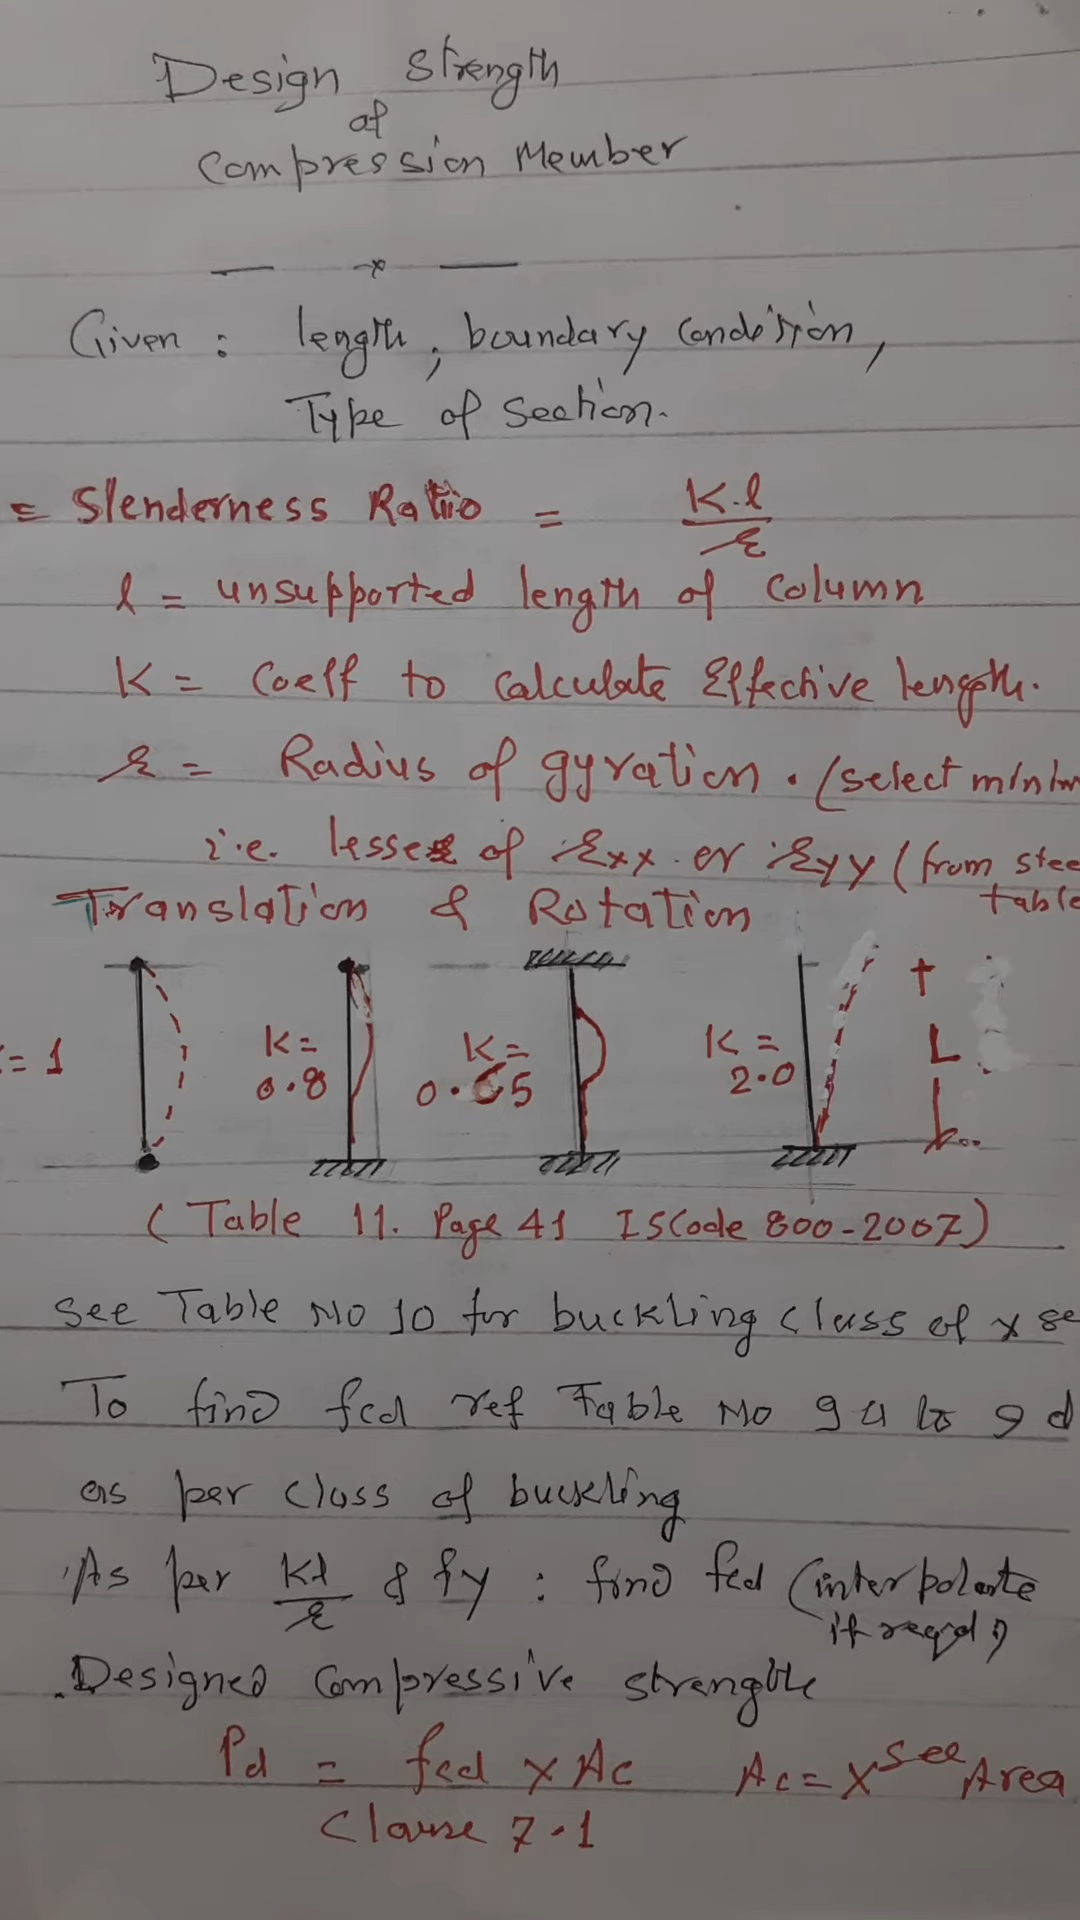 Design Strength
of
Compression Member
Given : length, boundary Condition,
Type of Section.
= Slenderness Ratio = K.l/r
l = unsupported length of Column
K = Coeff to Calculate Effective length.
r = Radius of gyration. (select minim
i.e. lesser of rxx or ryy (from stee
table
Translation & Rotation
= 1
K =
0.8
K =
0.65
K =
2.0
(Table 11. Page 41 IS Code 800-2007)
See Table No 10 for buckling Class of x se
To find fcd ref Table No 9a to 9d
as per Class of buckling
As per Kl/r & fy : find fcd (interpolate
if reqd)
Designed Compressive strength
Pd = fcd x Ac Ac = Xsec Area
Clause 7.1